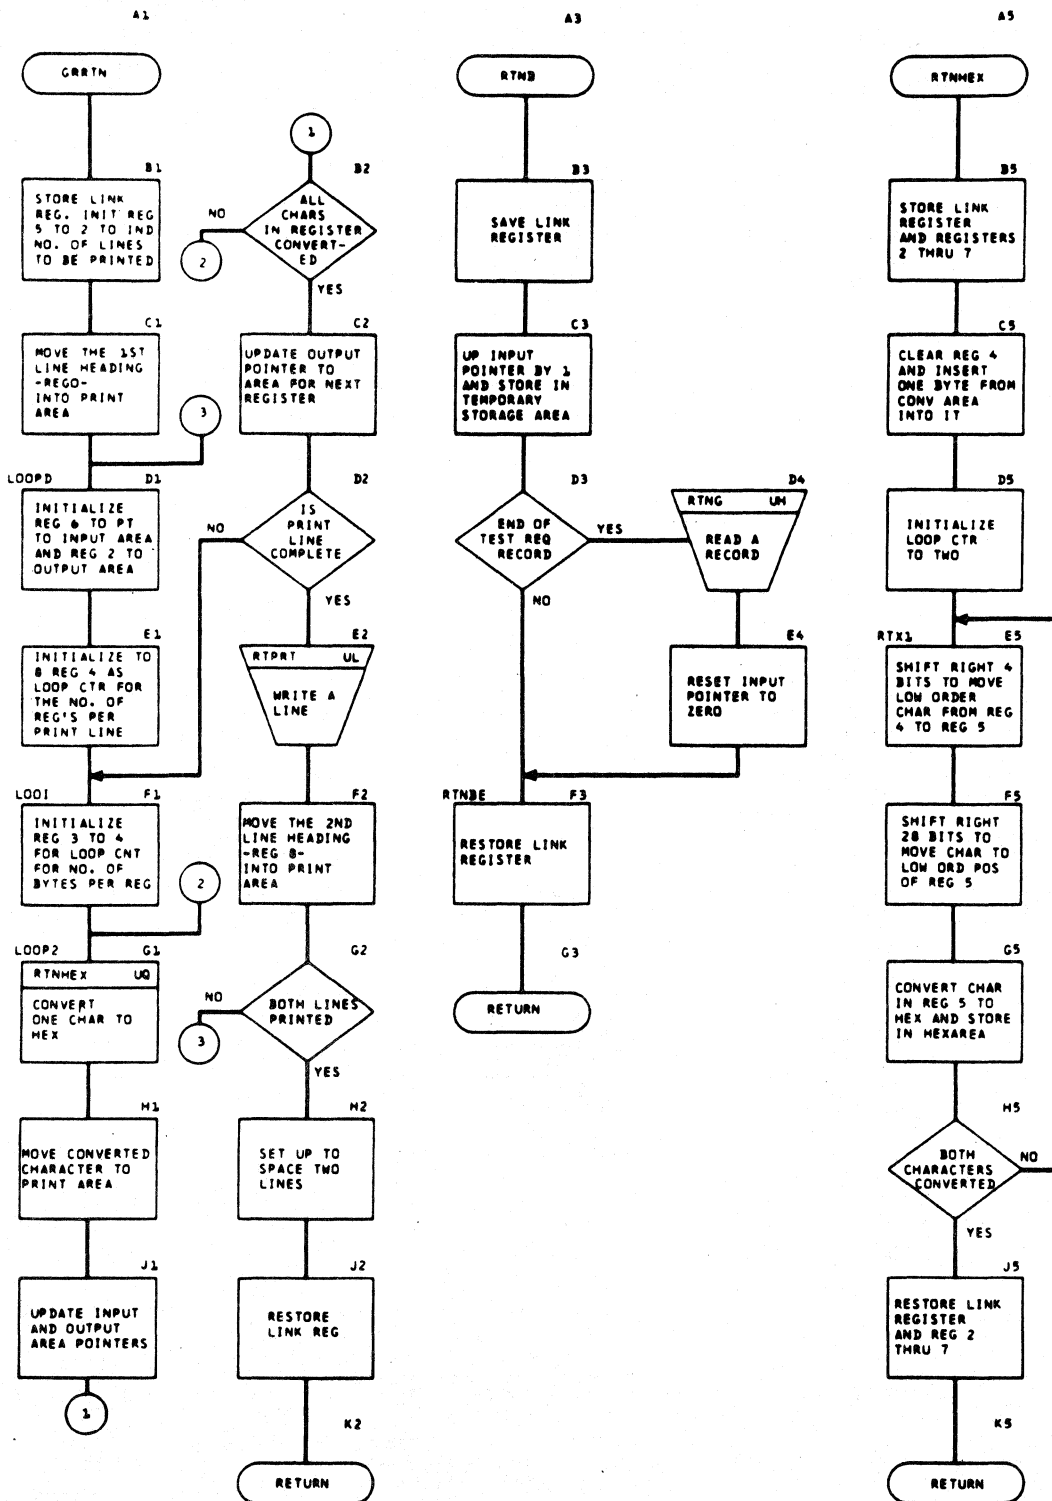 A1
GRRTN
B1
STORE LINK
REG. INIT REG
5 TO 2 TO IND
NO. OF LINES
TO BE PRINTED
C1
MOVE THE 1ST
LINE HEADING
-REG0-
INTO PRINT
AREA
3
LOOPD
D1
INITIALIZE
REG 6 TO PT
TO INPUT AREA
AND REG 2 TO
OUTPUT AREA
E1
INITIALIZE TO
8 REG 4 AS
LOOP CTR FOR
THE NO. OF
REG'S PER
PRINT LINE
LOOI
F1
INITIALIZE
REG 3 TO 4
FOR LOOP CNT
FOR NO. OF
BYTES PER REG
2
LOOP2
G1
RTNHEX UQ
CONVERT
ONE CHAR TO
HEX
H1
MOVE CONVERTED
CHARACTER TO
PRINT AREA
J1
UPDATE INPUT
AND OUTPUT
AREA POINTERS
1
1
B2
ALL
CHARS
IN REGISTER
CONVERT-
ED
NO
2
YES
C2
UPDATE OUTPUT
POINTER TO
AREA FOR NEXT
REGISTER
D2
IS
PRINT
LINE
COMPLETE
NO
YES
E2
RTPRT UL
WRITE A
LINE
F2
MOVE THE 2ND
LINE HEADING
-REG 8-
INTO PRINT
AREA
G2
BOTH LINES
PRINTED
NO
3
YES
H2
SET UP TO
SPACE TWO
LINES
J2
RESTORE
LINK REG
K2
RETURN
A3
RTNB
B3
SAVE LINK
REGISTER
C3
UP INPUT
POINTER BY 1
AND STORE IN
TEMPORARY
STORAGE AREA
D3
END OF
TEST REQ
RECORD
YES
NO
D4
RTNG UH
READ A
RECORD
E4
RESET INPUT
POINTER TO
ZERO
RTNBE
F3
RESTORE LINK
REGISTER
G3
RETURN
A5
RTNHEX
B5
STORE LINK
REGISTER
AND REGISTERS
2 THRU 7
C5
CLEAR REG 4
AND INSERT
ONE BYTE FROM
CONV AREA
INTO IT
D5
INITIALIZE
LOOP CTR
TO TWO
RTX1
E5
SHIFT RIGHT 4
BITS TO MOVE
LOW ORDER
CHAR FROM REG
4 TO REG 5
F5
SHIFT RIGHT
28 BITS TO
MOVE CHAR TO
LOW ORD POS
OF REG 5
G5
CONVERT CHAR
IN REG 5 TO
HEX AND STORE
IN HEXAREA
H5
BOTH
CHARACTERS
CONVERTED
NO
YES
J5
RESTORE LINK
REGISTER
AND REG 2
THRU 7
K5
RETURN